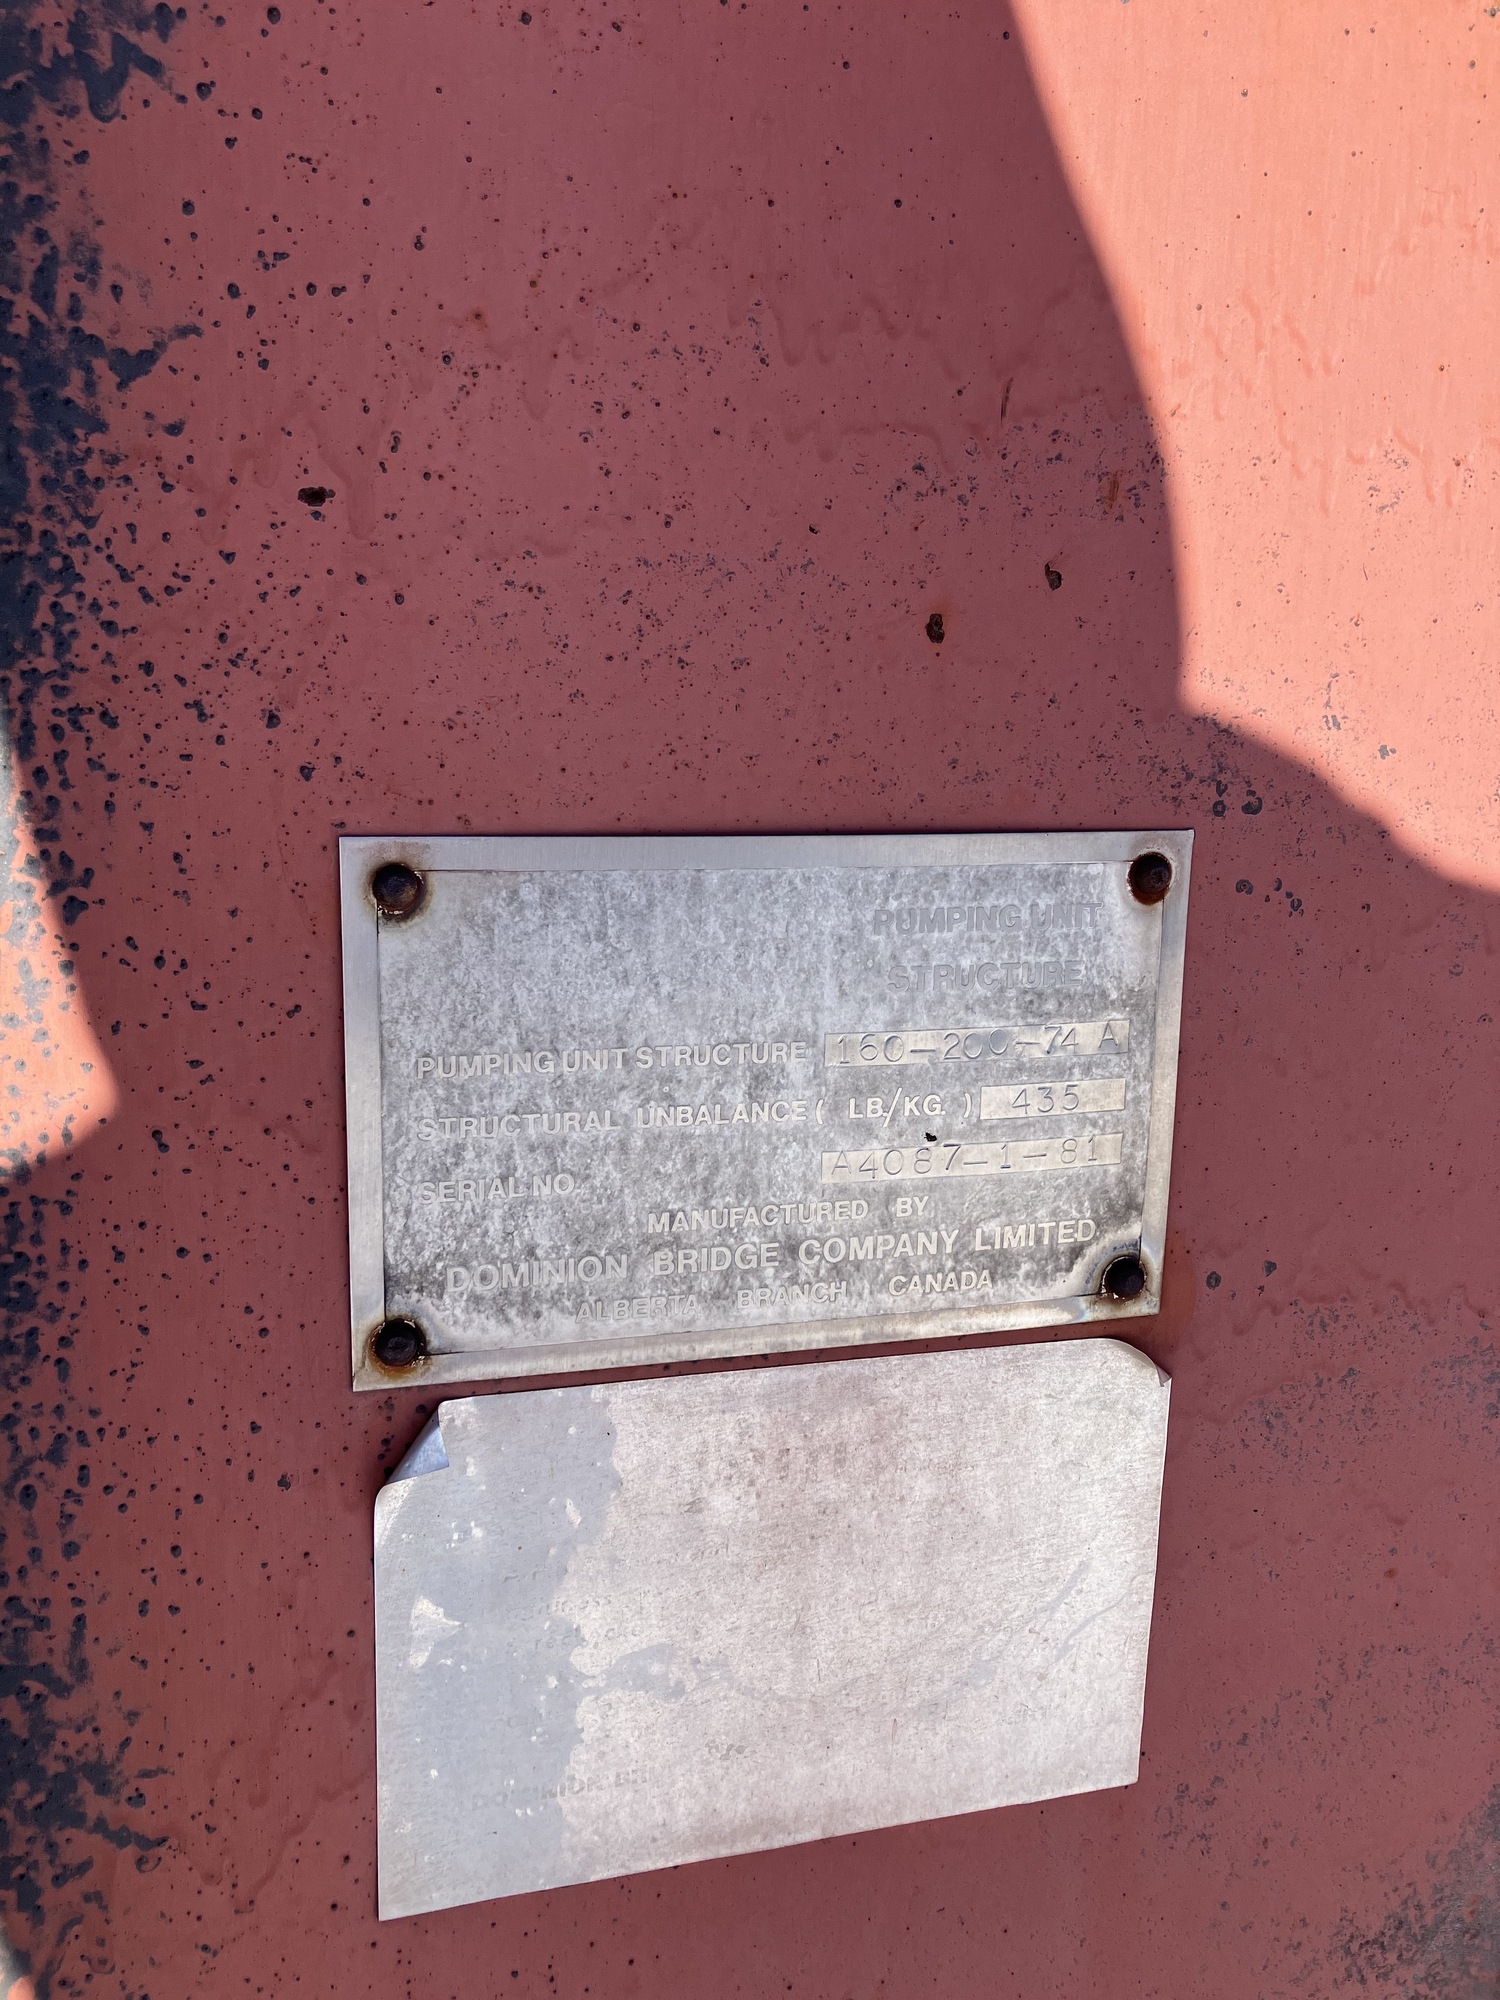 PUMPING UNIT
STRUCTURE
PUMPING UNIT STRUCTURE 160-200-74 A
STRUCTURAL UNBALANCE ( LB./KG. ) 435
SERIAL NO. A4087-1-81
MANUFACTURED BY
DOMINION BRIDGE COMPANY LIMITED
ALBERTA BRANCH CANADA